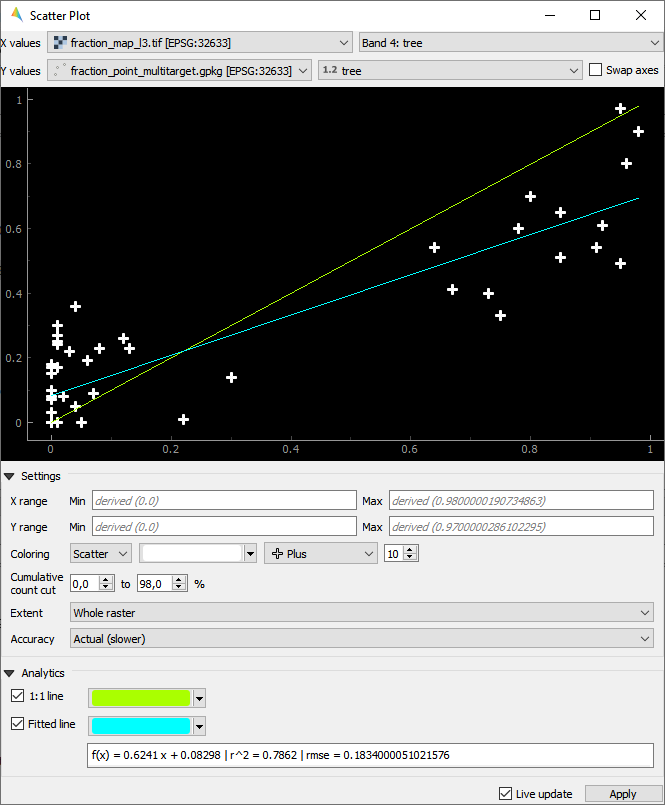 Scatter Plot
X values fraction_map_l3.tif [EPSG:32633] Band 4: tree
Y values fraction_point_multitarget.gpkg [EPSG:32633] 1.2 tree Swap axes
1
0.8
0.6
0.4
0.2
0
0 0.2 0.4 0.6 0.8 1
Settings
X range Min derived (0.0) Max derived (0.9800000190734863)
Y range Min derived (0.0) Max derived (0.9700000286102295)
Coloring Scatter Plus 10
Cumulative
count cut 0,0 to 98,0 %
Extent Whole raster
Accuracy Actual (slower)
Analytics
1:1 line
Fitted line
f(x) = 0.6241 x + 0.08298 | r^2 = 0.7862 | rmse = 0.1834000051021576
Live update Apply